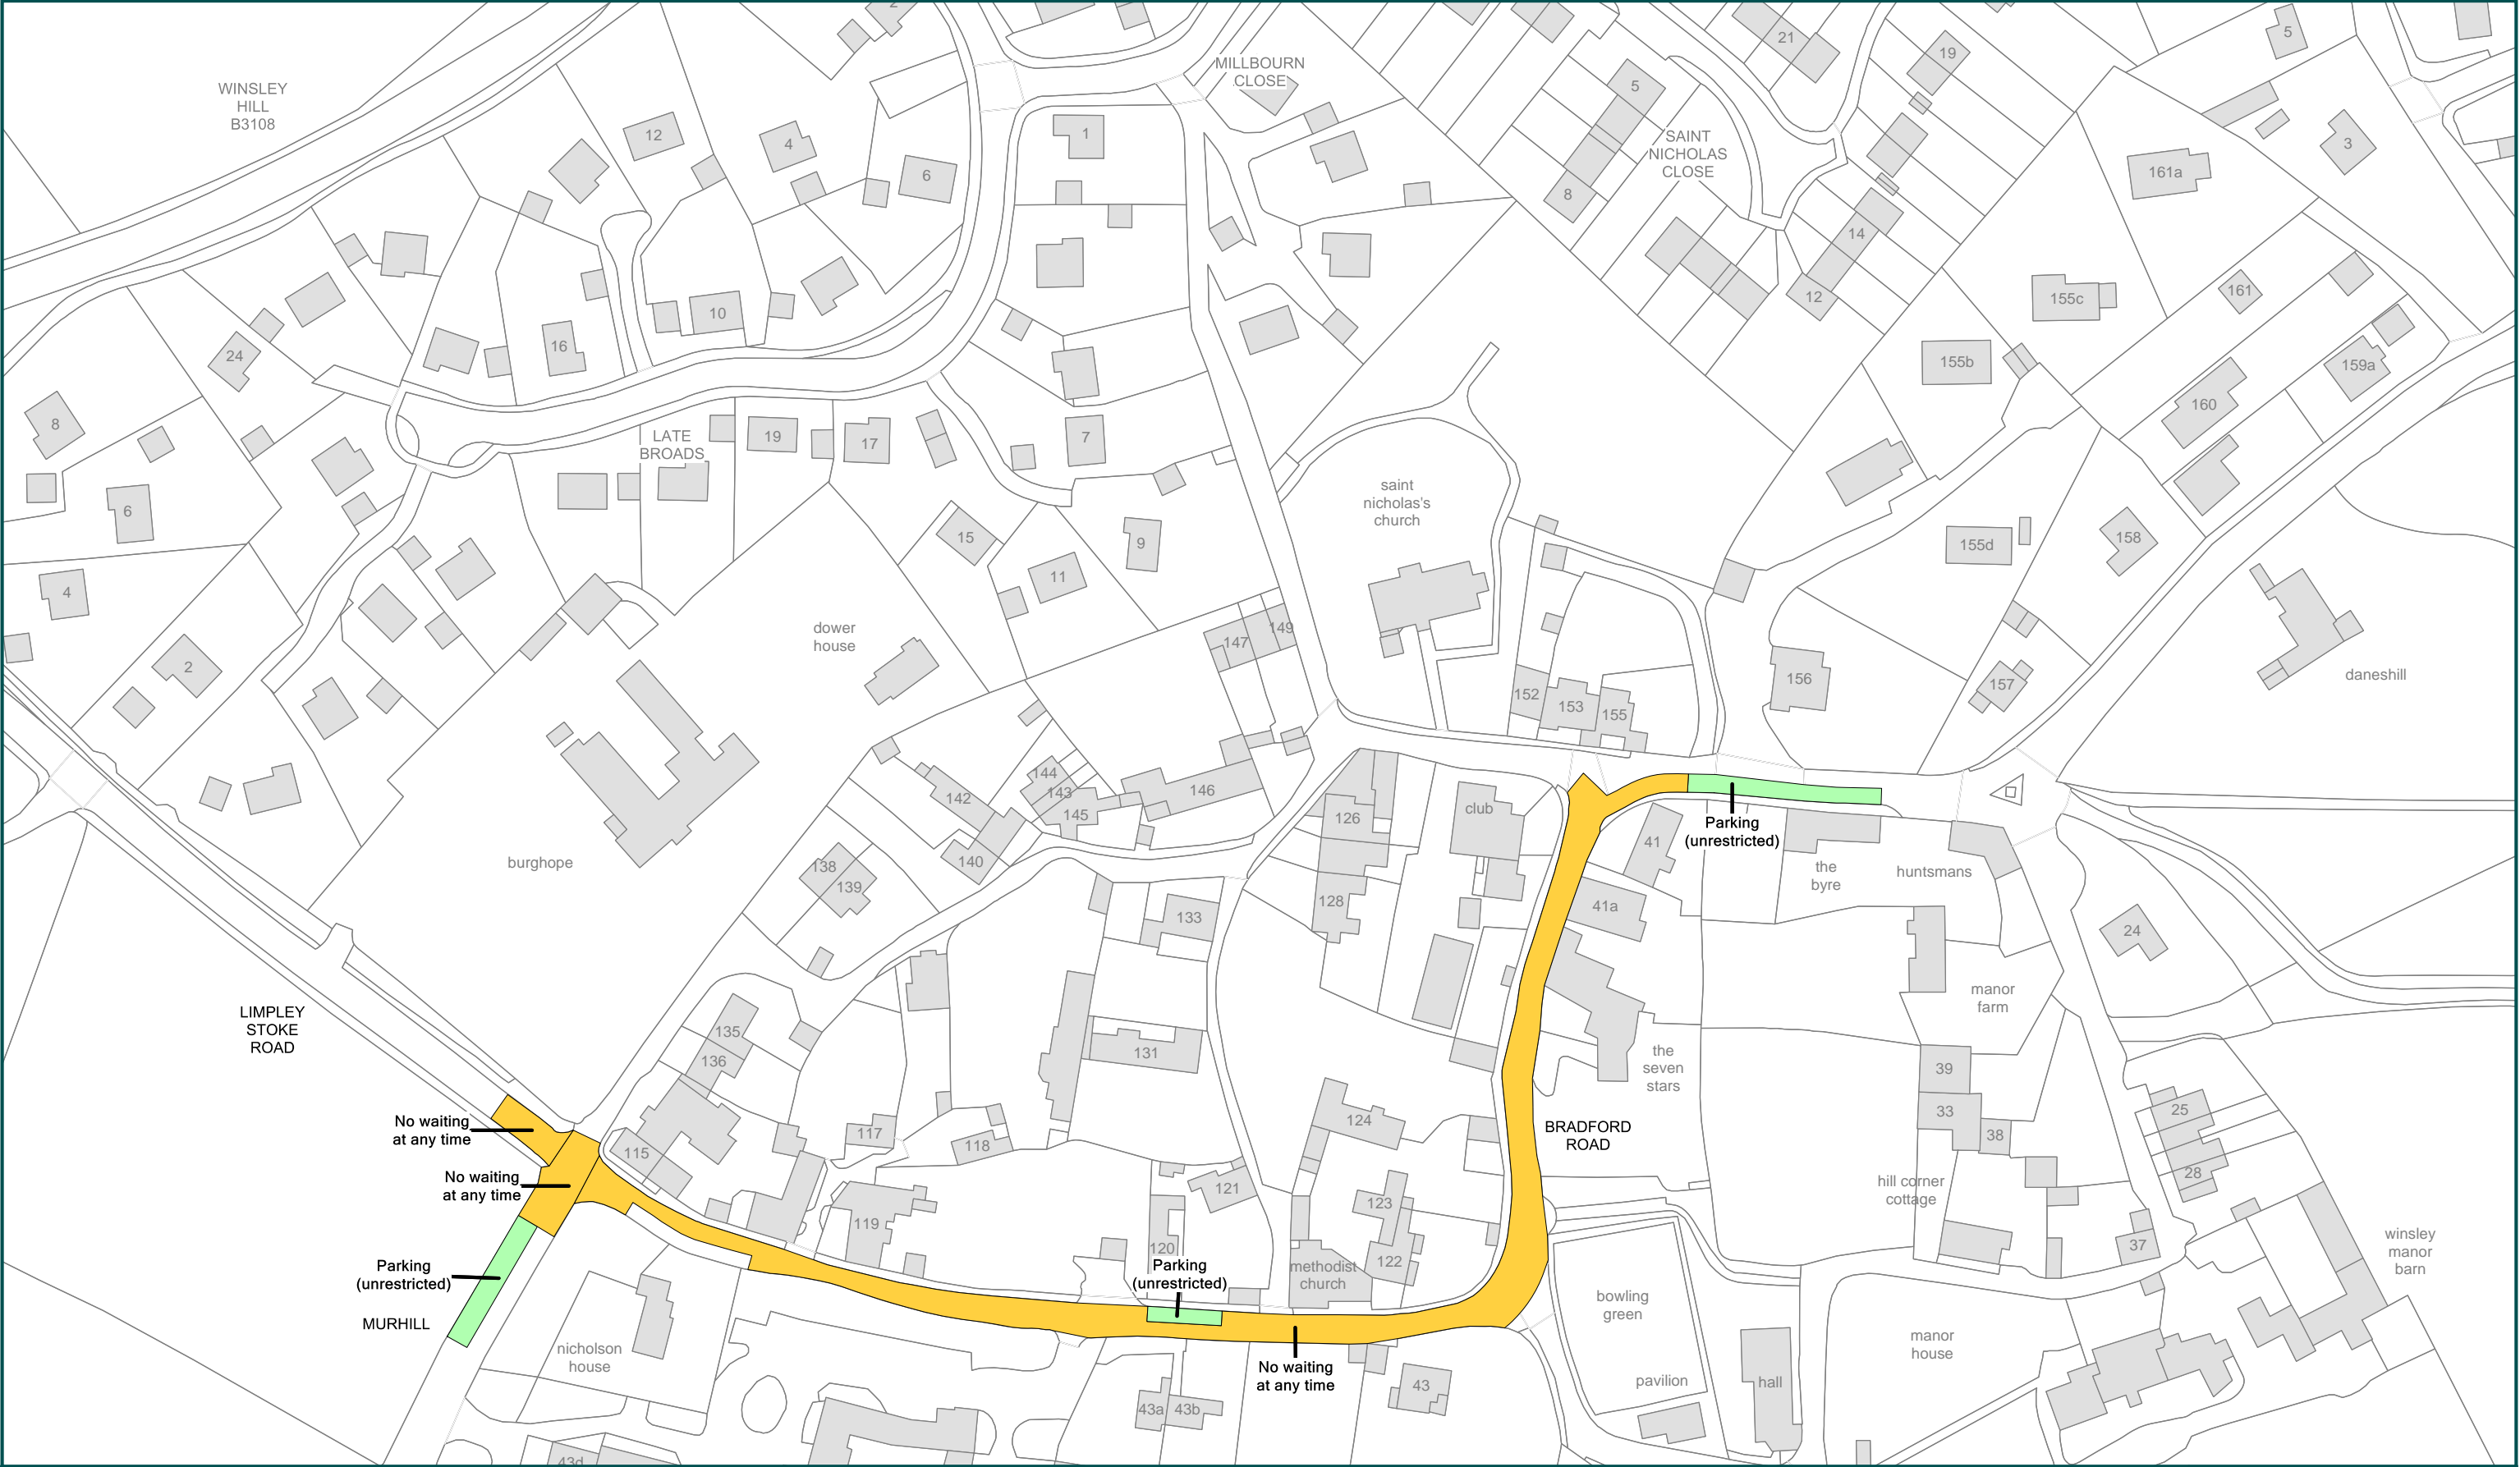 2
5
21
19
MILLBOURN
CLOSE
WINSLEY
HILL
B3108
5
12
1
4
SAINT
NICHOLAS
CLOSE
3
161a
6
8
14
161
155c
12
10
16
24
155b
159a
160
8
LATE
BROADS
19
17
7
saint
nicholas's
church
6
15
9
155d
158
11
4
dower
house
147
149
2
152
153
155
156
157
daneshill
144
143
142
145
146
126
club
Parking
(unrestricted)
41
138
139
140
burghope
the
byre
huntsmans
128
41a
133
24
LIMPLEY
STOKE
ROAD
135
136
131
manor
farm
the
seven
stars
39
33
38
25
No waiting
at any time
115
117
118
124
BRADFORD
ROAD
No waiting
at any time
121
123
hill corner
cottage
28
119
120
122
37
winsley
manor
barn
Parking
(unrestricted)
Parking
(unrestricted)
methodist
church
bowling
green
MURHILL
nicholson
house
manor
house
No waiting
at any time
43
pavilion
hall
43a
43b
43d